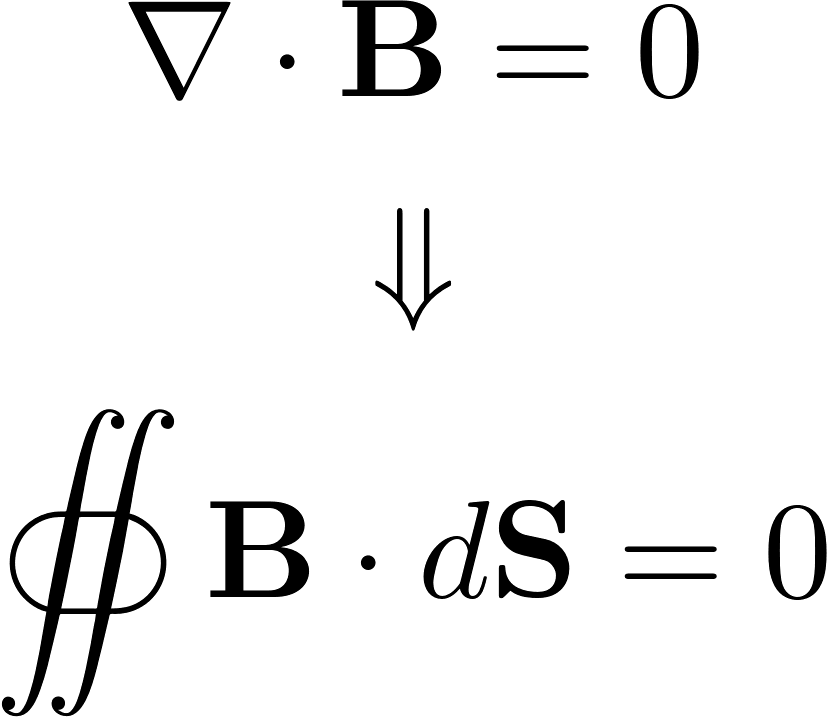 ∇ · B = 0
⇓
∯ B · dS = 0